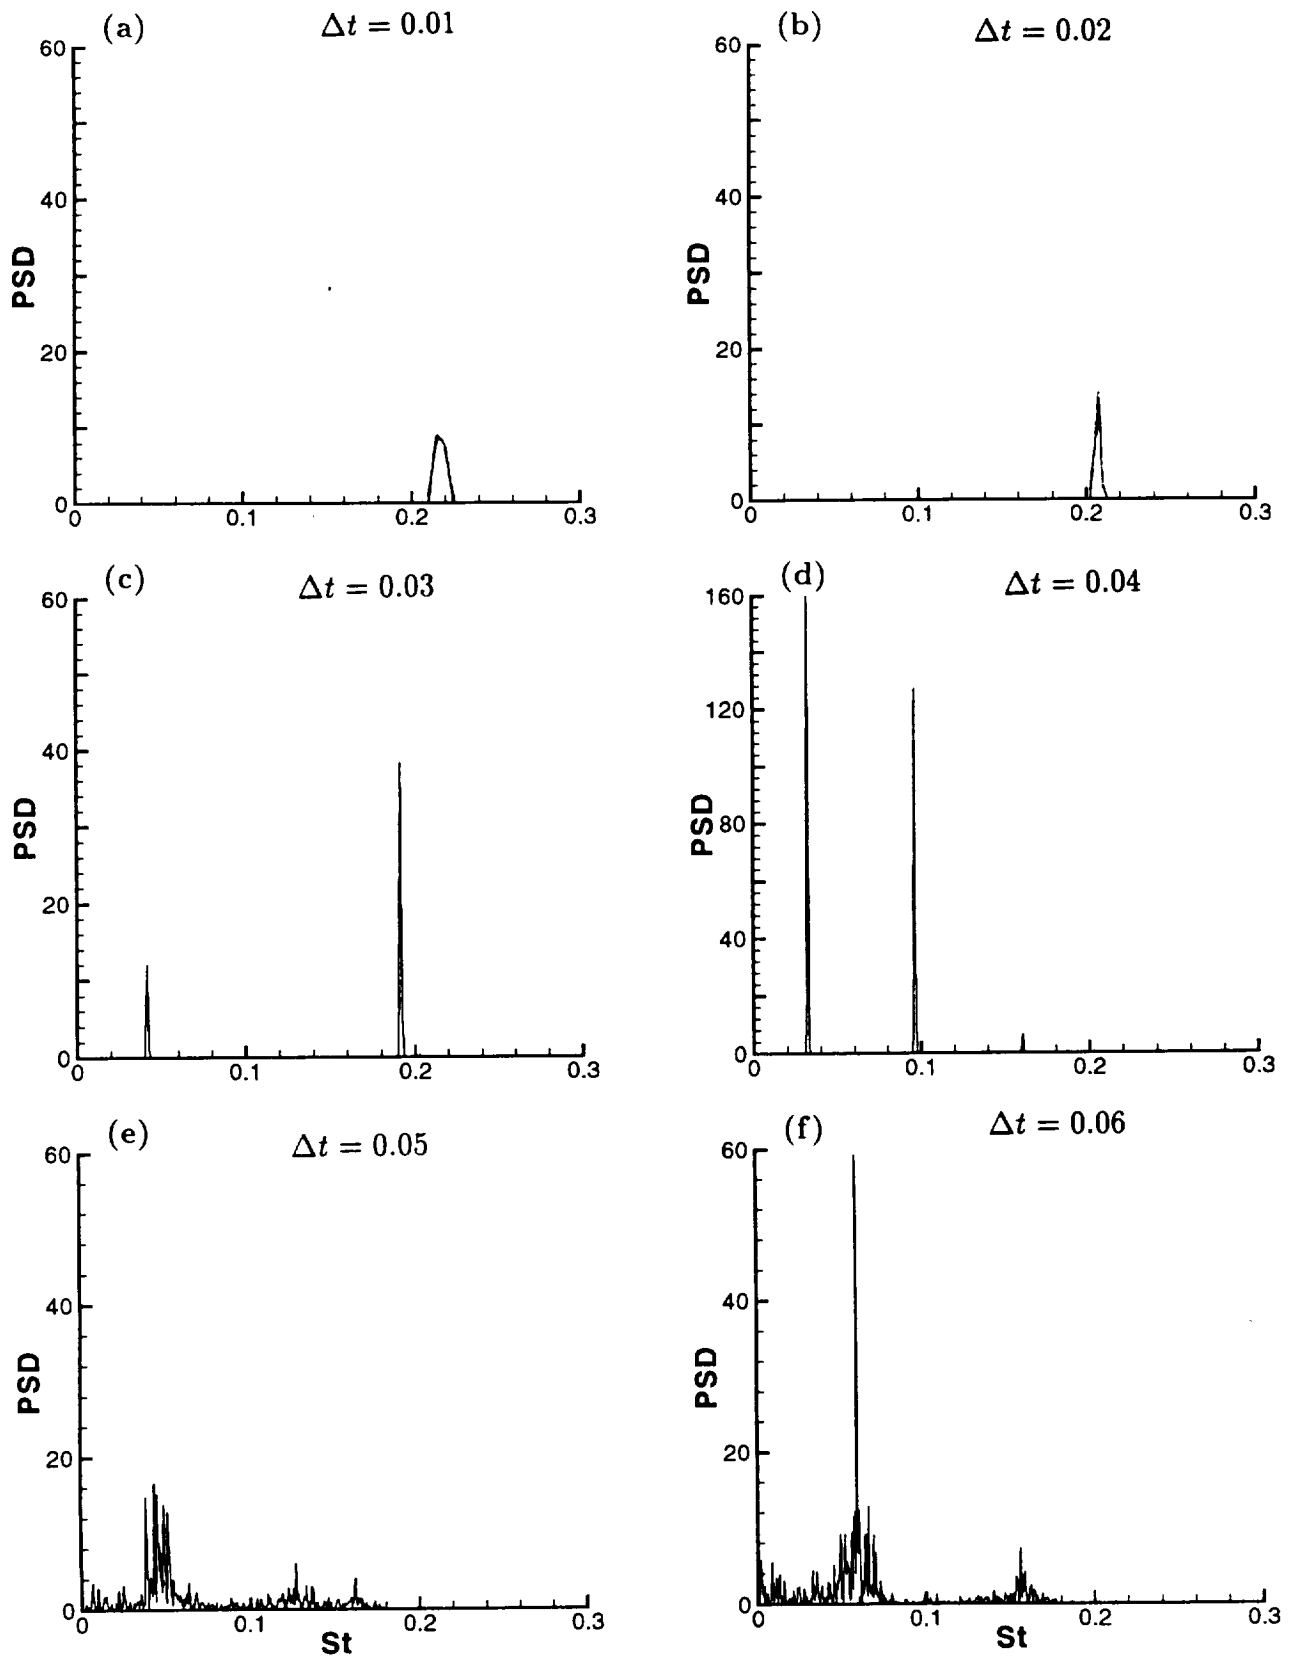 (a) Δt = 0.01
60
40
20
0
PSD
0 0.1 0.2 0.3
(b) Δt = 0.02
60
40
20
0
PSD
0 0.1 0.2 0.3
(c) Δt = 0.03
60
40
20
0
PSD
0 0.1 0.2 0.3
(d) Δt = 0.04
160
120
80
40
0
PSD
0 0.1 0.2 0.3
(e) Δt = 0.05
60
40
20
0
PSD
0 0.1 0.2 0.3
St
(f) Δt = 0.06
60
40
20
0
PSD
0 0.1 0.2 0.3
St